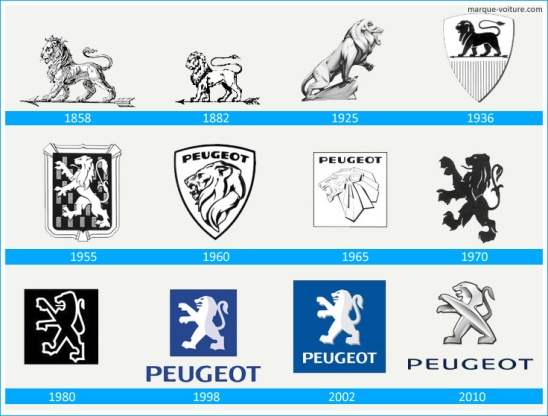 marque-voiture.com
1858 1882 1925 1936
PEUGEOT PEUGEOT
1955 1960 1965 1970
PEUGEOT
PEUGEOT
PEUGEOT
1980 1998 2002 2010